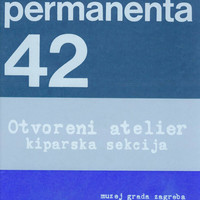 permanenta
42
Otvoreni atelier
kiparska sekcija
muzej grada zagreba